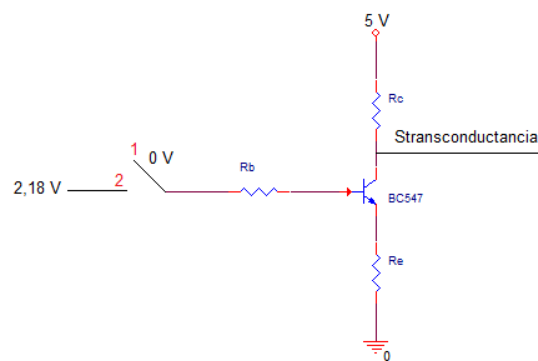 5 V
Rc
Stransconductancia
1
0 V
Rb
2,18 V
2
BC547
Re
0